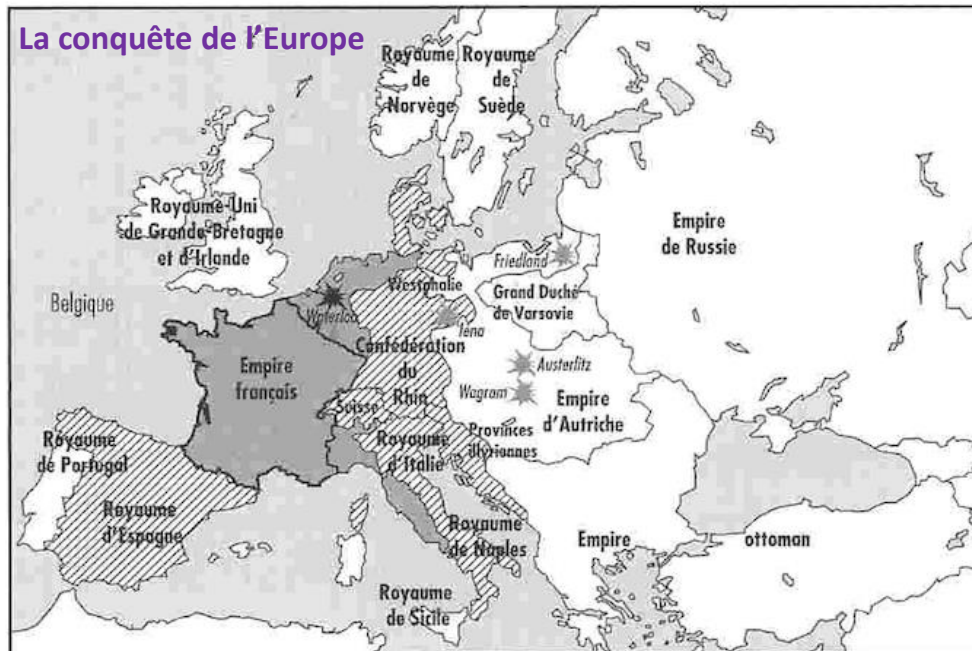 La conquête de l'Europe
Royaume
de
Norvège
Royaume
de
Suède
Royaume-Uni
de Grande-Bretagne
et d'Irlande
Empire
de Russie
Friedland
Westphalie
Grand Duché
de Varsovie
Belgique
Waterloo
Iena
Confédération
du
Rhin
Austerlitz
Empire
français
Wagram
Empire
d'Autriche
Suisse
Provinces
illyriennes
Royaume
de Portugal
Royaume
d'Italie
Royaume
d'Espagne
Royaume
de Naples
Empire
ottoman
Royaume
de Sicile